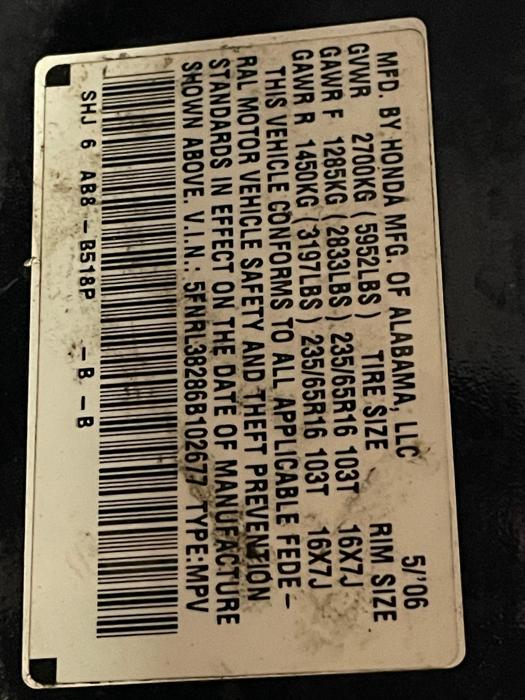 MFD. BY HONDA MFG. OF ALABAMA, LLC 5/'06
GVWR 2700KG (5952LBS) TIRE SIZE RIM SIZE
GAWR F 1285KG (2833LBS) 235/65R16 103T 16X7J
GAWR R 1450KG (3197LBS) 235/65R16 103T 16X7J
THIS VEHICLE CONFORMS TO ALL APPLICABLE FEDE-
RAL MOTOR VEHICLE SAFETY AND THEFT PREVENTION
STANDARDS IN EFFECT ON THE DATE OF MANUFACTURE
SHOWN ABOVE. V.I.N.: 5FNRL38286B102677 TYPE:MPV
SHJ 6 A88-B518P -B-B